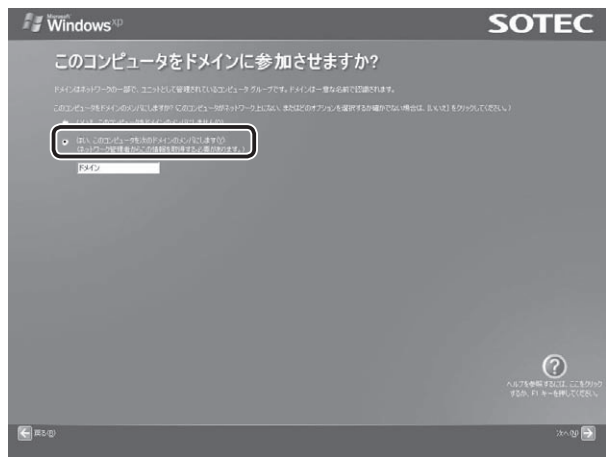 Microsoft
Windows xp
SOTEC
このコンピュータをドメインに参加させますか?
ドメインはネットワークの一部で、ユニットとして管理されているコンピュータ グループです。ドメインは一意な名前で認識されます。
このコンピュータをドメインのメンバにしますか? このコンピュータがネットワーク上にない、またはどのオプションを選択するか確かでない場合は、[いいえ] をクリックしてください。)
はい、このコンピュータを次のドメインのメンバにします(Y)
(ネットワーク管理者からこの情報を取得する必要があります。)
ドメイン
ヘルプを参照するには、ここをクリック
するか、F1 キーを押してください。
戻る(B)
次へ(N)